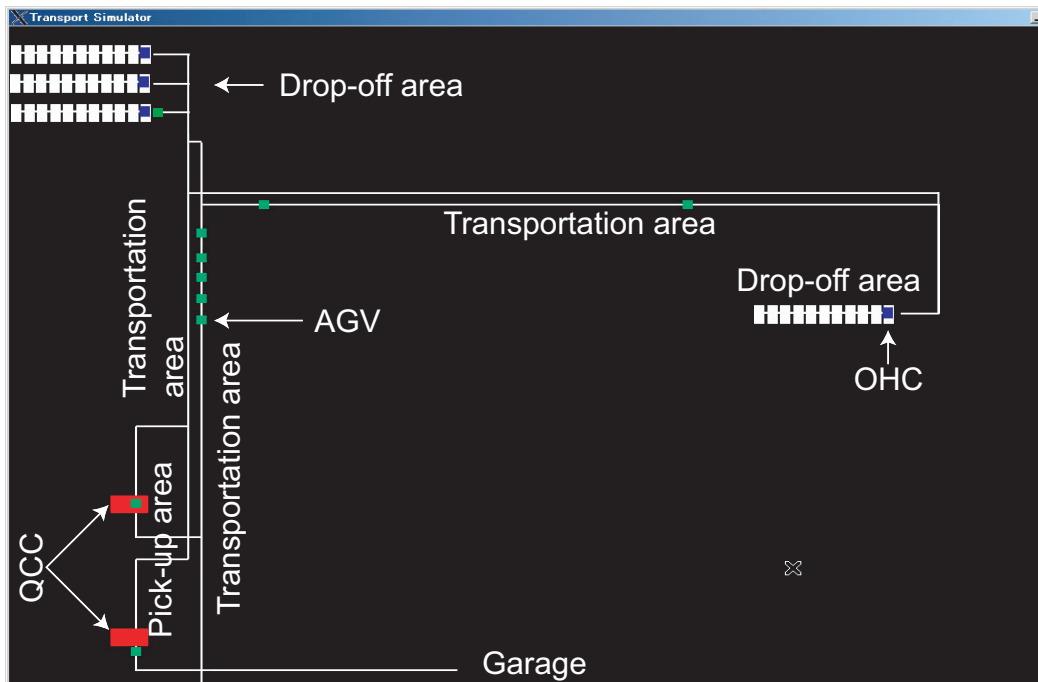 Transport Simulator
Drop-off area
Transportation area
Transportation
area
Drop-off area
AGV
OHC
Transportation area
Pick-up area
QCC
Garage